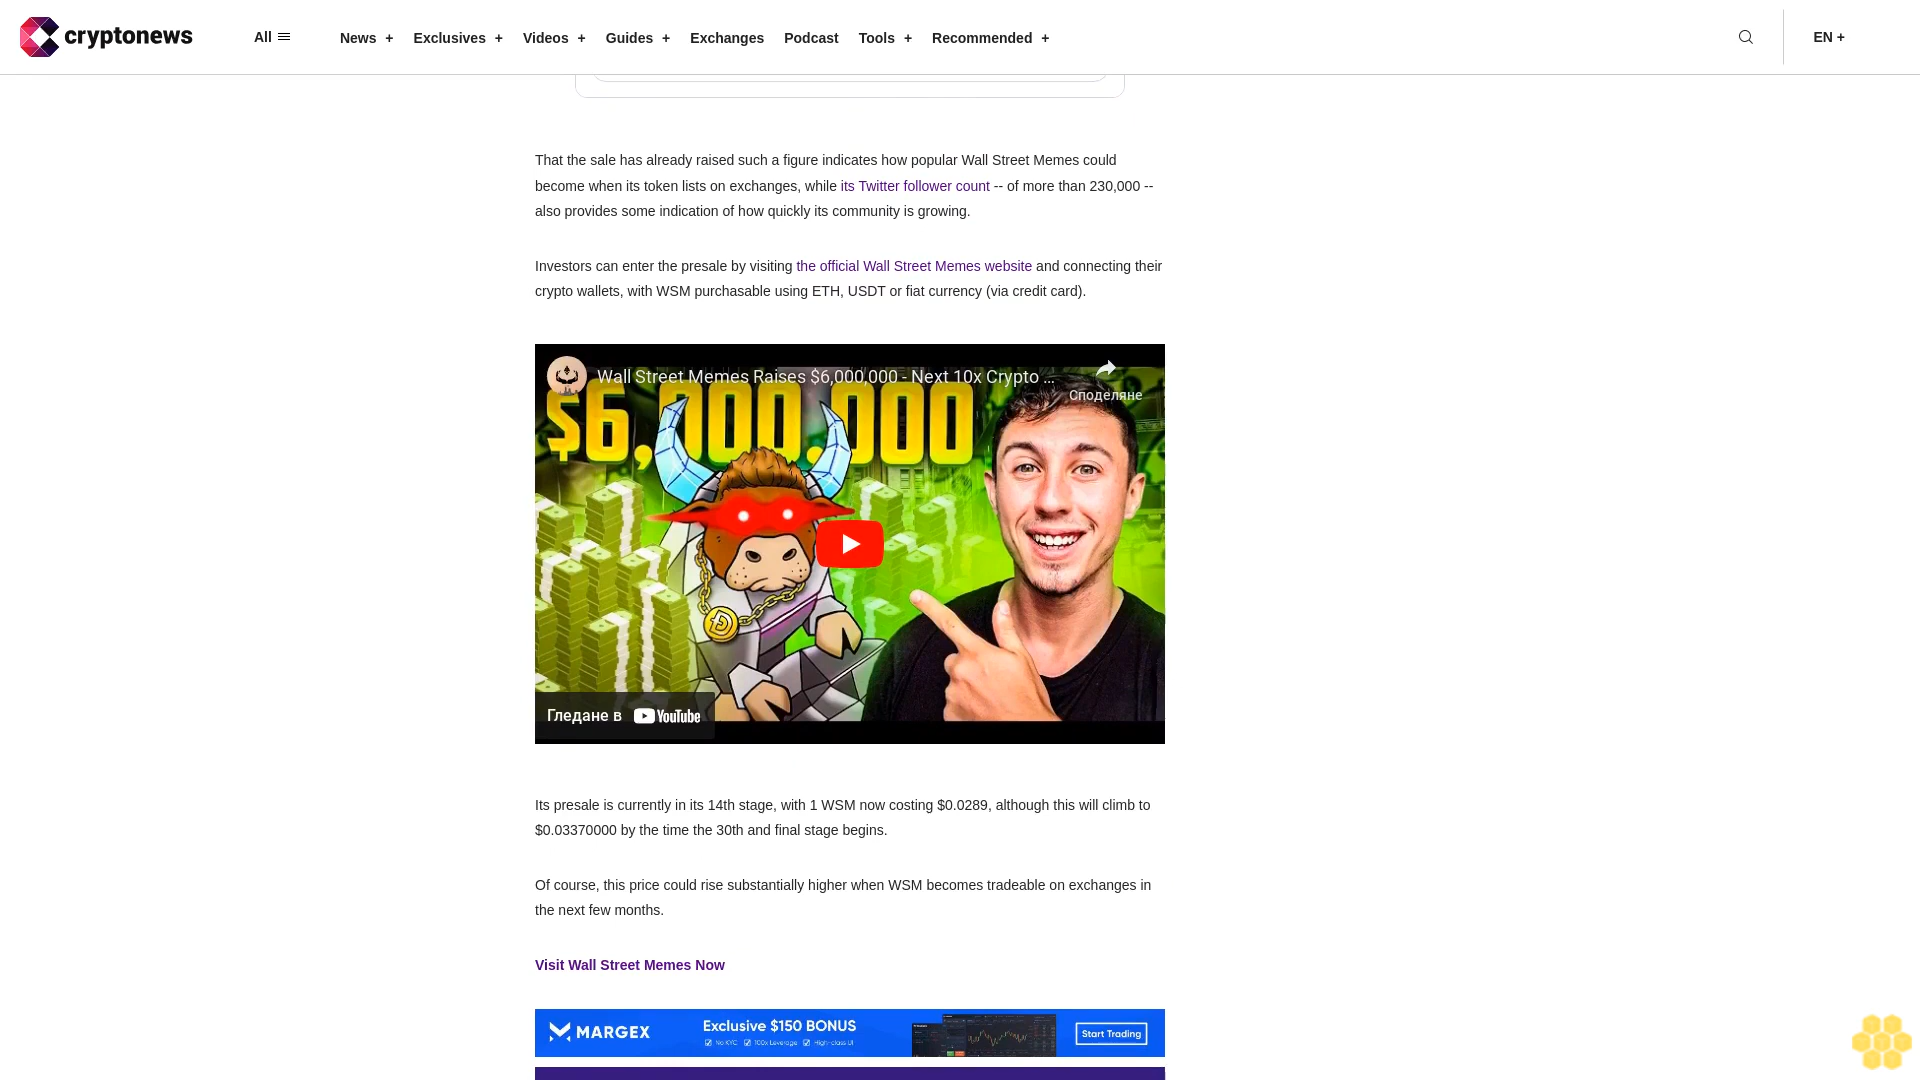 cryptonews
All
News +
Exclusives +
Videos +
Guides +
Exchanges
Podcast
Tools +
Recommended +
EN +
That the sale has already raised such a figure indicates how popular Wall Street Memes could
become when its token lists on exchanges, while its Twitter follower count -- of more than 230,000 --
also provides some indication of how quickly its community is growing.
Investors can enter the presale by visiting the official Wall Street Memes website and connecting their
crypto wallets, with WSM purchasable using ETH, USDT or fiat currency (via credit card).
Wall Street Memes Raises $6,000,000 - Next 10x Crypto ...
Споделяне
$6,000,000
Гледане в YouTube
Its presale is currently in its 14th stage, with 1 WSM now costing $0.0289, although this will climb to
$0.03370000 by the time the 30th and final stage begins.
Of course, this price could rise substantially higher when WSM becomes tradeable on exchanges in
the next few months.
Visit Wall Street Memes Now
MARGEX
Exclusive $150 BONUS
No KYC 100x Leverage High-class UI
Start Trading